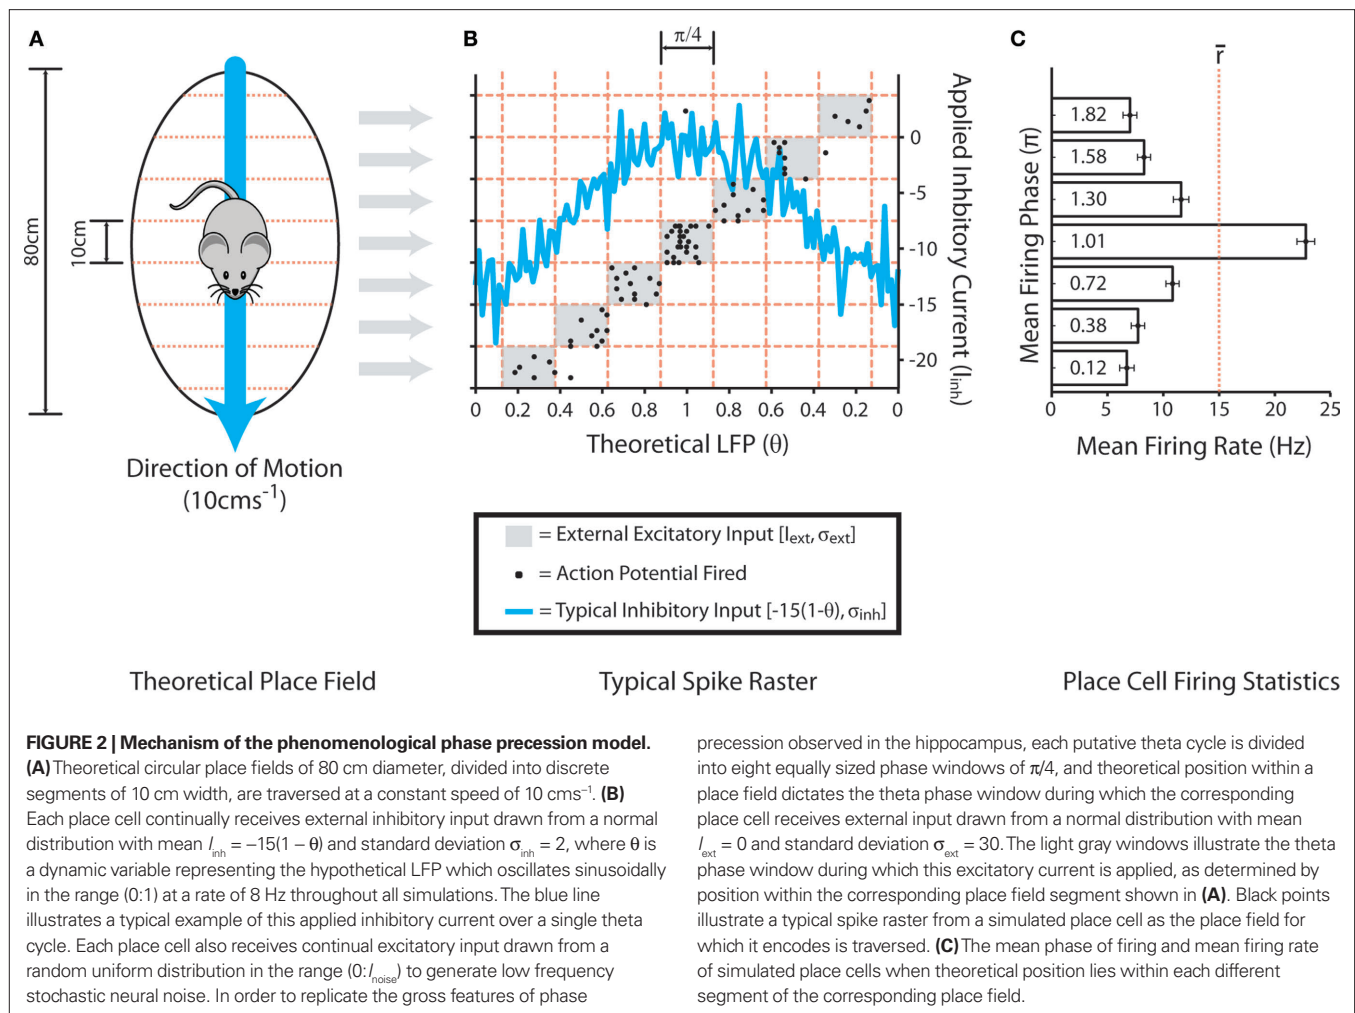 A
80cm
10cm
Direction of Motion
(10cms⁻¹)
B
π/4
0
-5
-10
-15
-20
Applied Inhbitory Current (I_inh)
0 0.2 0.4 0.6 0.8 1 0.8 0.6 0.4 0.2 0
Theoretical LFP (θ)
C
r̄
Mean Firing Phase (π)
1.82
1.58
1.30
1.01
0.72
0.38
0.12
0 5 10 15 20 25
Mean Firing Rate (Hz)
= External Excitatory Input [I_ext, σ_ext]
= Action Potential Fired
= Typical Inhibitory Input [-15(1-θ), σ_inh]
Theoretical Place Field
Typical Spike Raster
Place Cell Firing Statistics
FIGURE 2 | Mechanism of the phenomenological phase precession model.
(A) Theoretical circular place fields of 80 cm diameter, divided into discrete
segments of 10 cm width, are traversed at a constant speed of 10 cms⁻¹. (B)
Each place cell continually receives external inhibitory input drawn from a normal
distribution with mean I_inh = −15(1 − θ) and standard deviation σ_inh = 2, where θ is
a dynamic variable representing the hypothetical LFP which oscillates sinusoidally
in the range (0:1) at a rate of 8 Hz throughout all simulations. The blue line
illustrates a typical example of this applied inhibitory current over a single theta
cycle. Each place cell also receives continual excitatory input drawn from a
random uniform distribution in the range (0:I_noise) to generate low frequency
stochastic neural noise. In order to replicate the gross features of phase
precession observed in the hippocampus, each putative theta cycle is divided
into eight equally sized phase windows of π/4, and theoretical position within a
place field dictates the theta phase window during which the corresponding
place cell receives external input drawn from a normal distribution with mean
I_ext = 0 and standard deviation σ_ext = 30. The light gray windows illustrate the theta
phase window during which this excitatory current is applied, as determined by
position within the corresponding place field segment shown in (A). Black points
illustrate a typical spike raster from a simulated place cell as the place field for
which it encodes is traversed. (C) The mean phase of firing and mean firing rate
of simulated place cells when theoretical position lies within each different
segment of the corresponding place field.